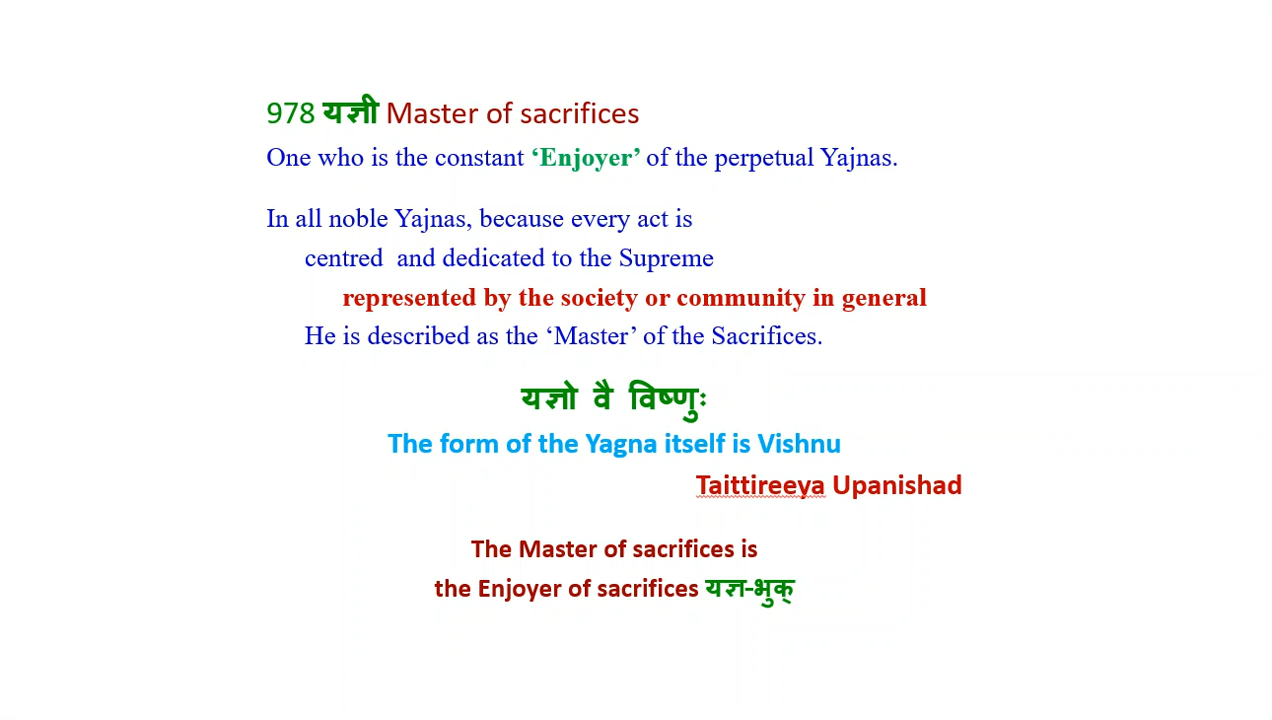 978 यज्ञी Master of sacrifices
One who is the constant ‘Enjoyer’ of the perpetual Yajnas.
In all noble Yajnas, because every act is
centred and dedicated to the Supreme
represented by the society or community in general
He is described as the ‘Master’ of the Sacrifices.
यज्ञो वै विष्णुः
The form of the Yagna itself is Vishnu
Taittireeya Upanishad
The Master of sacrifices is
the Enjoyer of sacrifices यज्ञ-भुक्